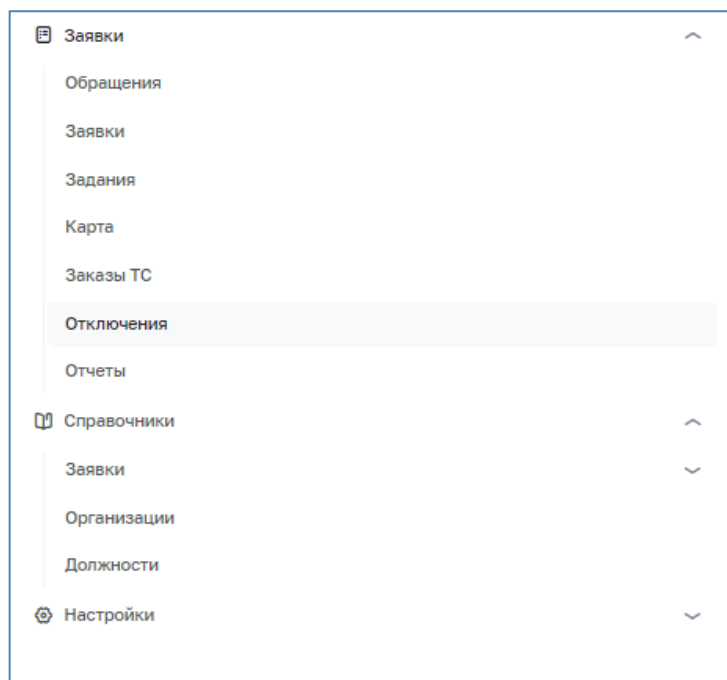 Заявки
Обращения
Заявки
Задания
Карта
Заказы ТС
Отключения
Отчеты
Справочники
Заявки
Организации
Должности
Настройки